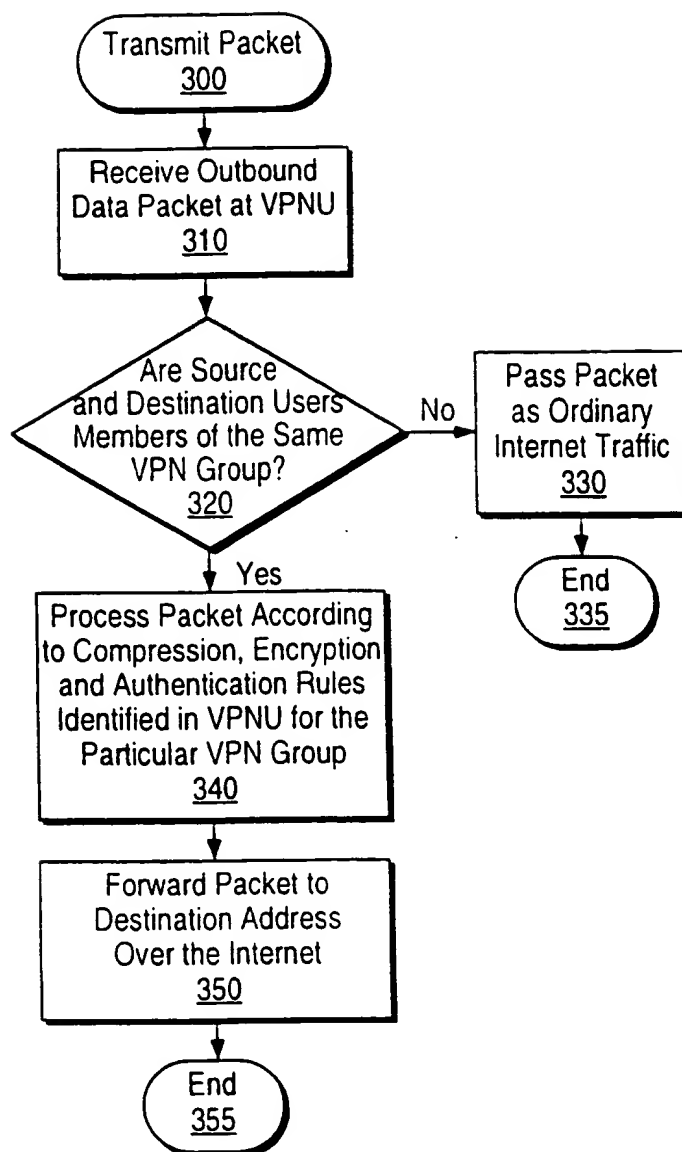 Transmit Packet
300
Receive Outbound
Data Packet at VPNU
310
Are Source
and Destination Users
Members of the Same
VPN Group?
320
No
Pass Packet
as Ordinary
Internet Traffic
330
End
335
Yes
Process Packet According
to Compression, Encryption
and Authentication Rules
Identified in VPNU for the
Particular VPN Group
340
Forward Packet to
Destination Address
Over the Internet
350
End
355